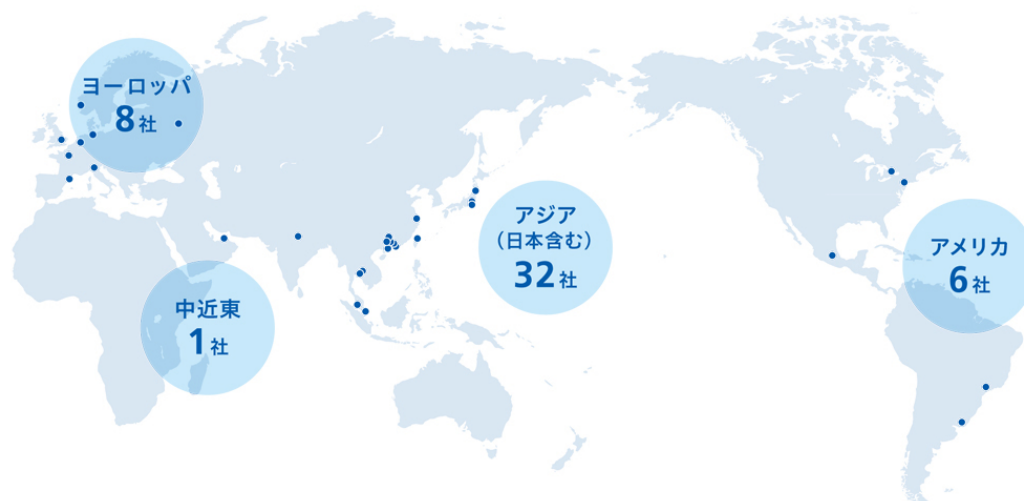 ヨーロッパ
8社
アジア
（日本含む）
32社
アメリカ
6社
中近東
1社